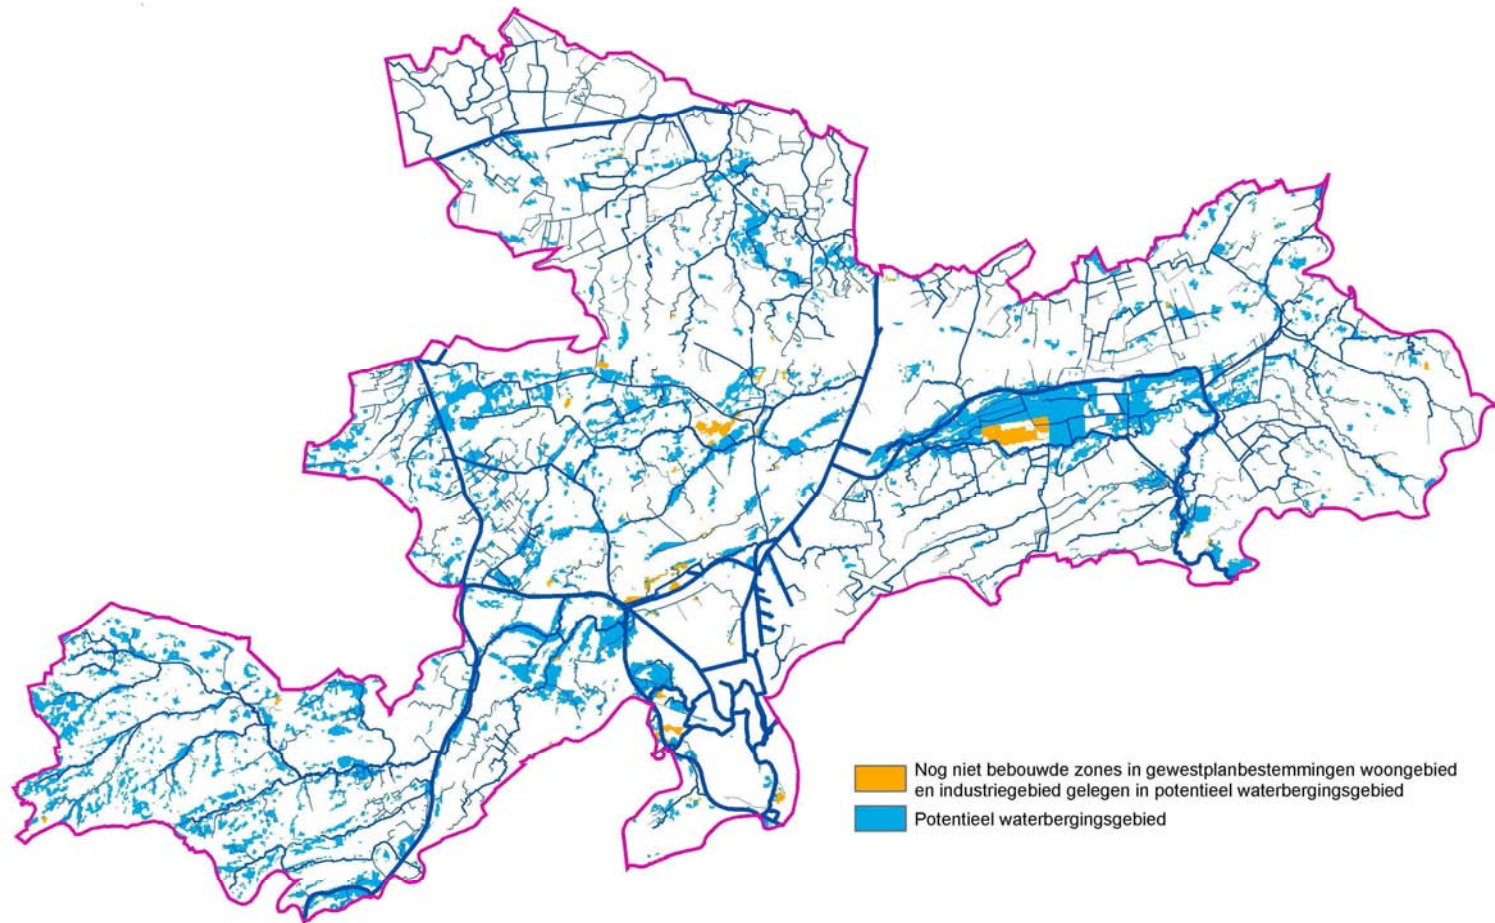 Nog niet bebouwde zones in gewestplanbestemmingen woongebied
en industriegebied gelegen in potentieel waterbergingsgebied
Potentieel waterbergingsgebied